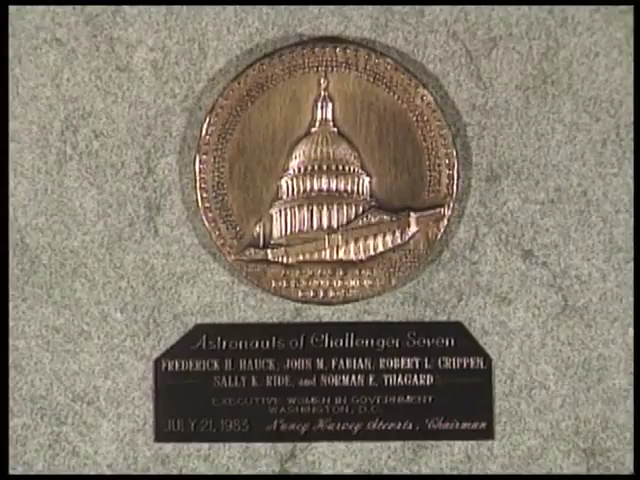 Astronauts of Challenger Seven
FREDERICK H. HAUCK, JOHN M. FABIAN, ROBERT L. CRIPPEN,
SALLY K. RIDE, and NORMAN E. THAGARD
EXECUTIVE WOMEN IN GOVERNMENT
WASHINGTON, D.C.
JULY 21, 1983 Nancy Harvey Steorts, Chairman